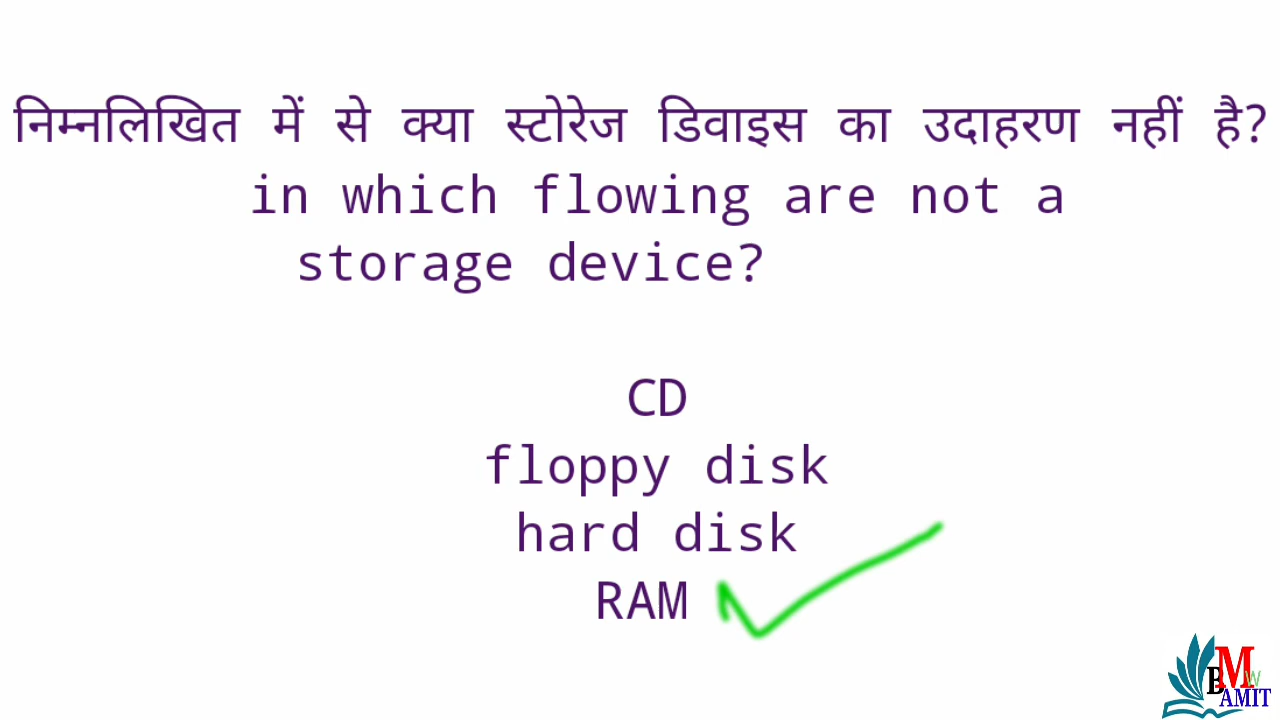 निम्नलिखित में से क्या स्टोरेज डिवाइस का उदाहरण नहीं है?
in which flowing are not a
storage device?
CD
floppy disk
hard disk
RAM
BMW
AMIT